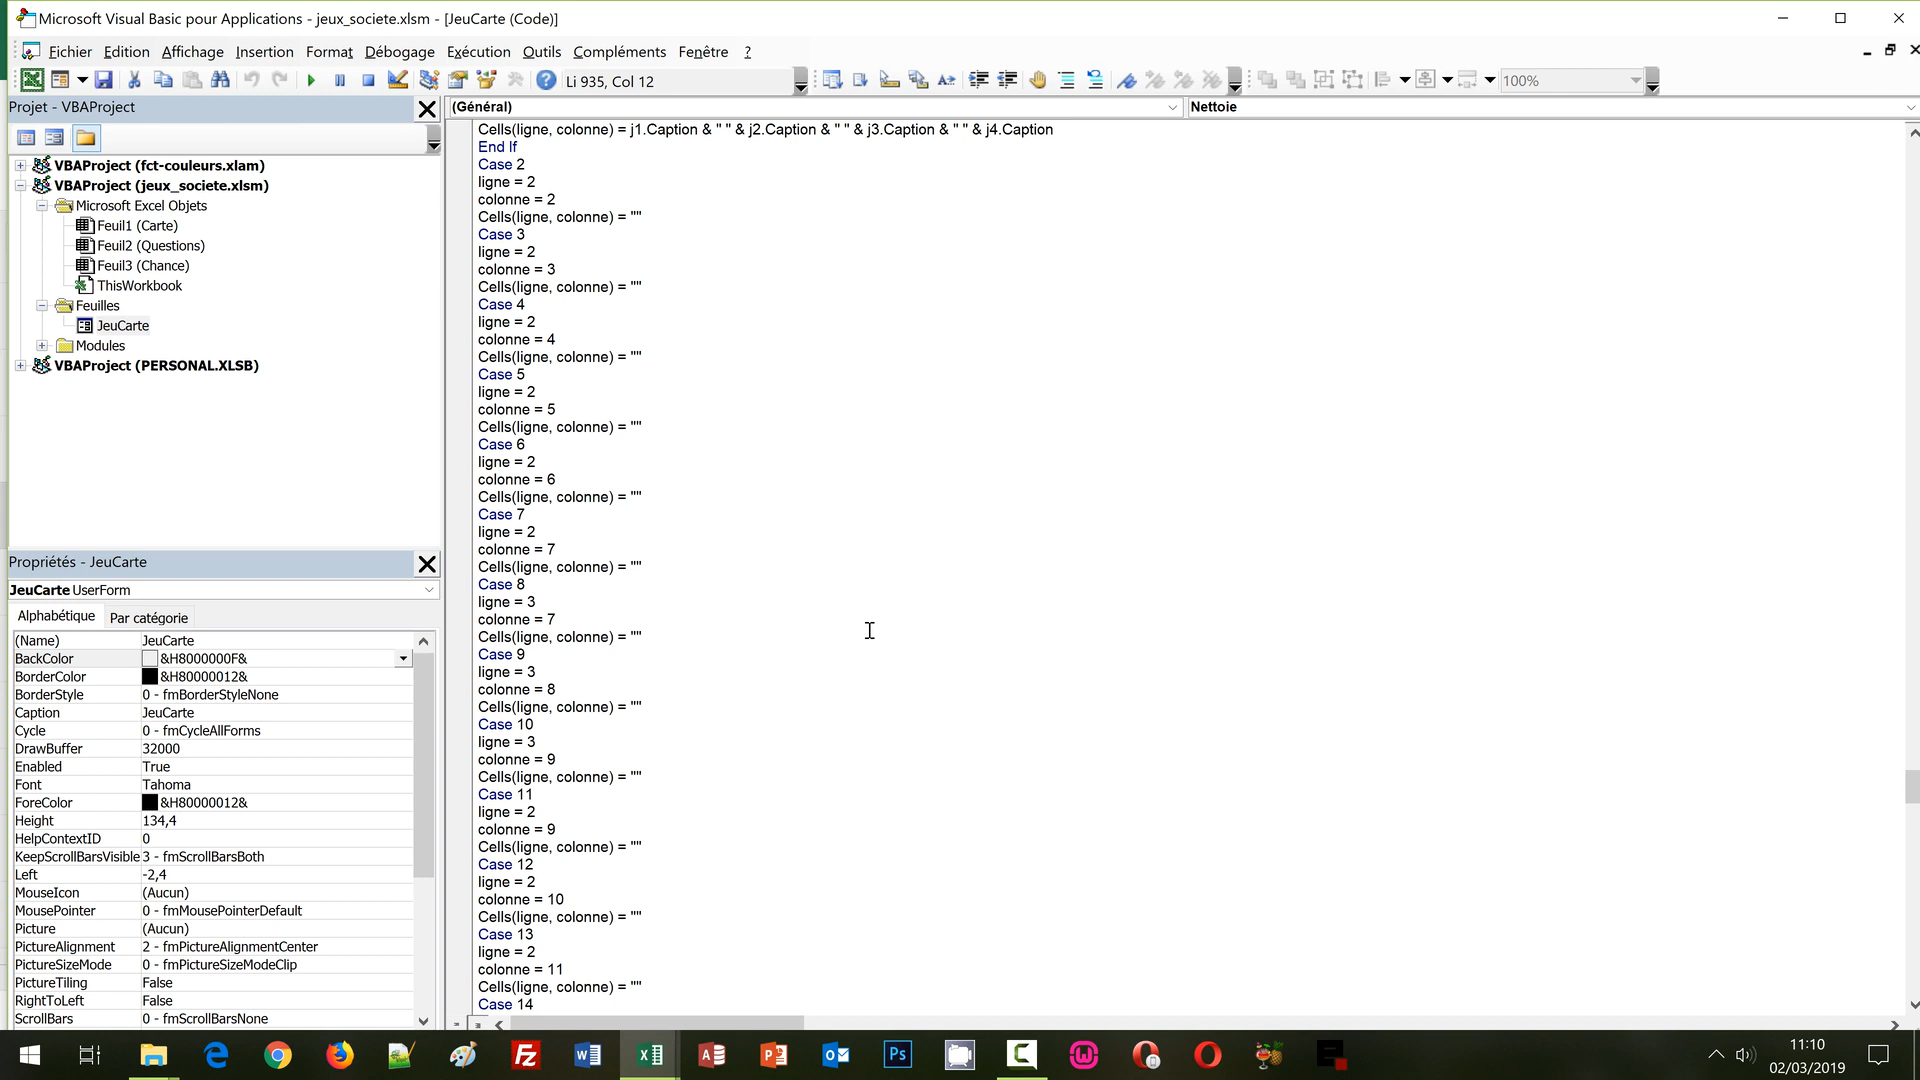 Microsoft Visual Basic pour Applications - jeux_societe.xlsm - [JeuCarte (Code)]
Fichier Edition Affichage Insertion Format Débogage Exécution Outils Compléments Fenêtre ?
Li 935, Col 12
100%
Projet - VBAProject
(Général)
Nettoie
VBAProject (fct-couleurs.xlam)
VBAProject (jeux_societe.xlsm)
Microsoft Excel Objets
Feuil1 (Carte)
Feuil2 (Questions)
Feuil3 (Chance)
ThisWorkbook
Feuilles
JeuCarte
Modules
VBAProject (PERSONAL.XLSB)
Propriétés - JeuCarte
JeuCarte UserForm
Alphabétique Par catégorie
(Name) JeuCarte
BackColor &H8000000F&
BorderColor &H80000012&
BorderStyle 0 - fmBorderStyleNone
Caption JeuCarte
Cycle 0 - fmCycleAllForms
DrawBuffer 32000
Enabled True
Font Tahoma
ForeColor &H80000012&
Height 134,4
HelpContextID 0
KeepScrollBarsVisible 3 - fmScrollBarsBoth
Left -2,4
MouseIcon (Aucun)
MousePointer 0 - fmMousePointerDefault
Picture (Aucun)
PictureAlignment 2 - fmPictureAlignmentCenter
PictureSizeMode 0 - fmPictureSizeModeClip
PictureTiling False
RightToLeft False
ScrollBars 0 - fmScrollBarsNone
Cells(ligne, colonne) = j1.Caption & " " & j2.Caption & " " & j3.Caption & " " & j4.Caption
End If
Case 2
ligne = 2
colonne = 2
Cells(ligne, colonne) = ""
Case 3
ligne = 2
colonne = 3
Cells(ligne, colonne) = ""
Case 4
ligne = 2
colonne = 4
Cells(ligne, colonne) = ""
Case 5
ligne = 2
colonne = 5
Cells(ligne, colonne) = ""
Case 6
ligne = 2
colonne = 6
Cells(ligne, colonne) = ""
Case 7
ligne = 2
colonne = 7
Cells(ligne, colonne) = ""
Case 8
ligne = 3
colonne = 7
Cells(ligne, colonne) = ""
Case 9
ligne = 3
colonne = 8
Cells(ligne, colonne) = ""
Case 10
ligne = 3
colonne = 9
Cells(ligne, colonne) = ""
Case 11
ligne = 2
colonne = 9
Cells(ligne, colonne) = ""
Case 12
ligne = 2
colonne = 10
Cells(ligne, colonne) = ""
Case 13
ligne = 2
colonne = 11
Cells(ligne, colonne) = ""
Case 14
11:10
02/03/2019